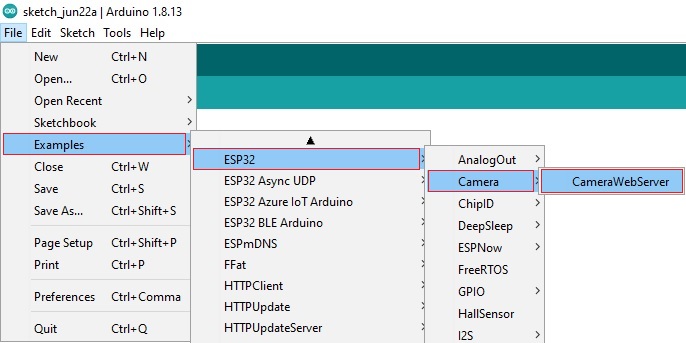 sketch_jun22a | Arduino 1.8.13
File Edit Sketch Tools Help
New Ctrl+N
Open... Ctrl+O
Open Recent
Sketchbook
Examples
Close Ctrl+W
Save Ctrl+S
Save As... Ctrl+Shift+S
Page Setup Ctrl+Shift+P
Print Ctrl+P
Preferences Ctrl+Comma
Quit Ctrl+Q
ESP32
ESP32 Async UDP
ESP32 Azure IoT Arduino
ESP32 BLE Arduino
ESPmDNS
FFat
HTTPClient
HTTPUpdate
HTTPUpdateServer
AnalogOut
Camera
ChipID
DeepSleep
ESPNow
FreeRTOS
GPIO
HallSensor
I2S
CameraWebServer